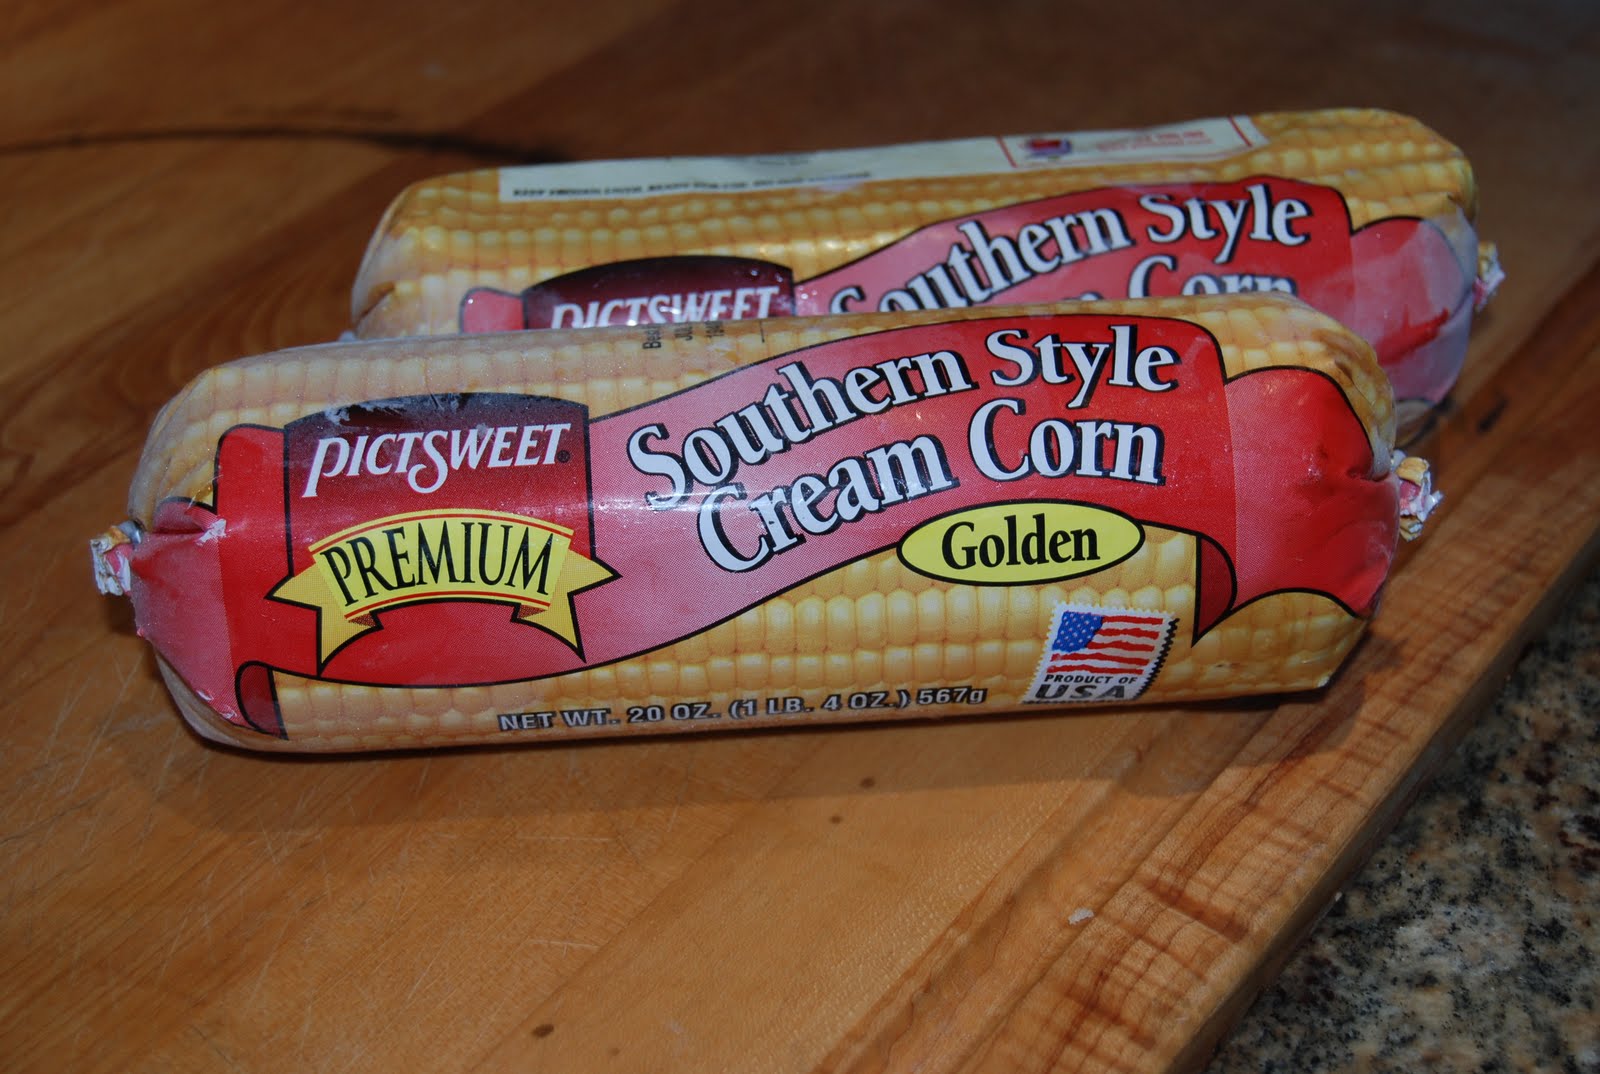 PICTSWEET
Southern Style
Corn
PICTSWEET®
PREMIUM
Southern Style
Cream Corn
Golden
PRODUCT OF
USA
NET WT. 20 OZ. (1 LB. 4 OZ.) 567g